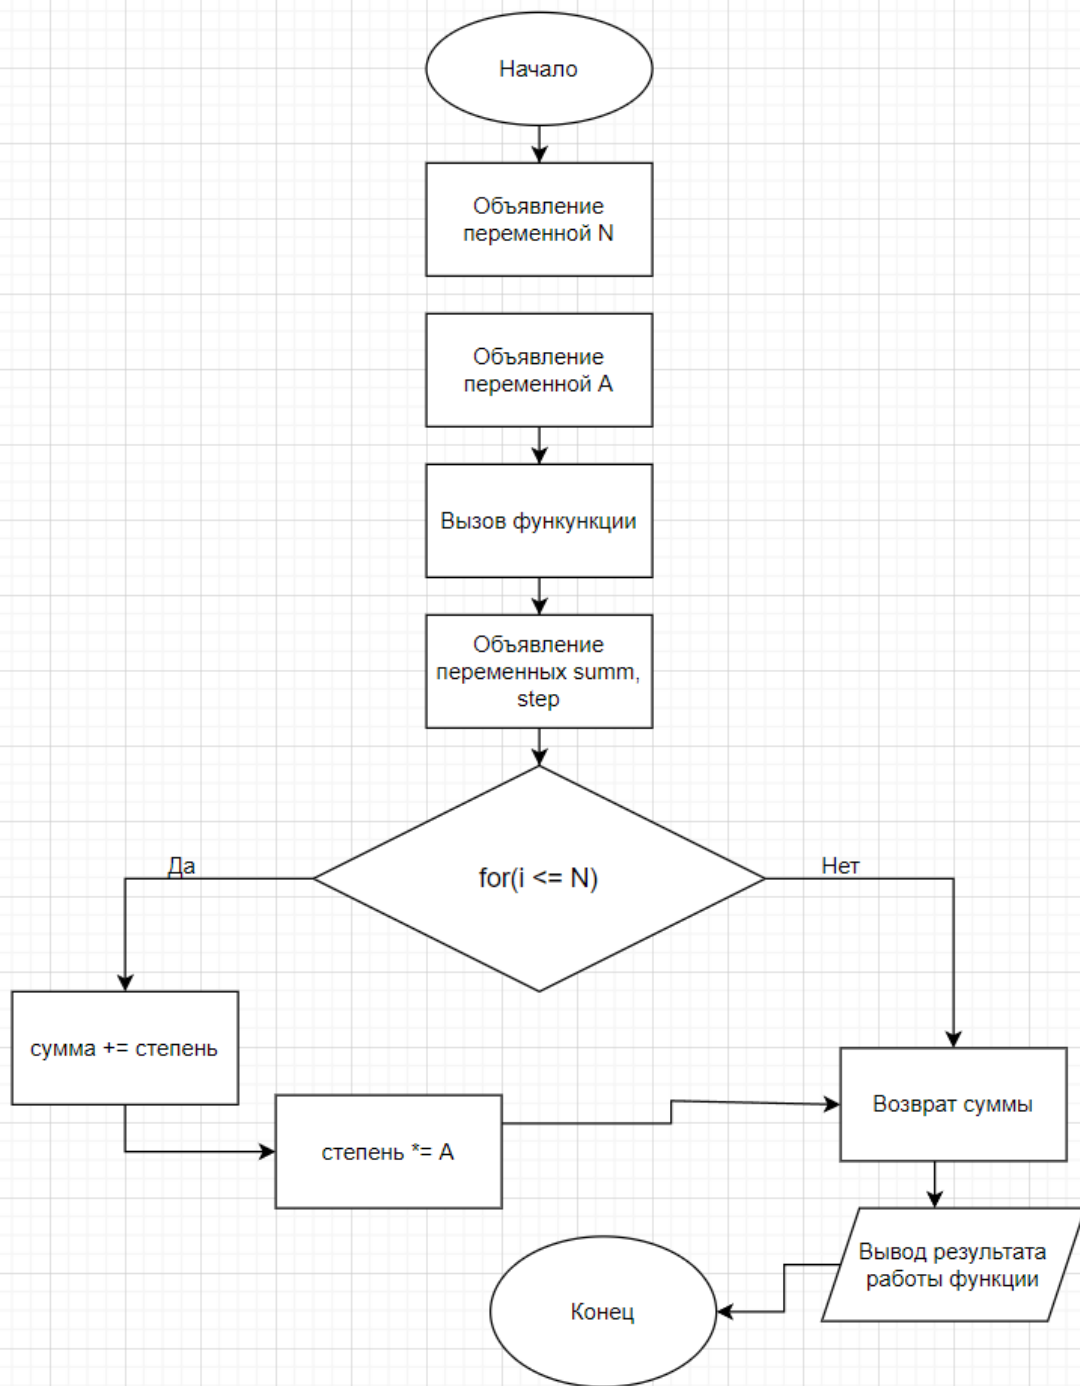 Начало
Объявление
переменной N
Объявление
переменной А
Вызов функункции
Объявление
переменных summ,
step
for(i <= N)
Да
Нет
сумма += степень
степень *= А
Возврат суммы
Вывод результата
работы функции
Конец